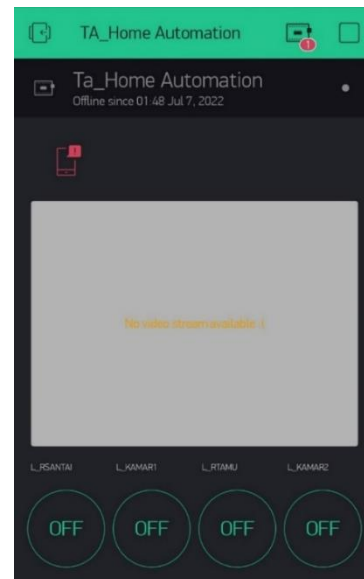 TA_Home Automation
1
Ta_Home Automation
Offline since 01:48 Jul 7, 2022
!
No video stream available :(
L_RSANTAI L_KAMAR1 L_RTAMU L_KAMAR2
OFF OFF OFF OFF